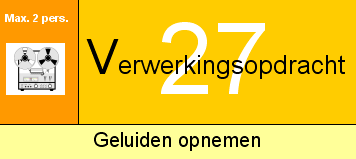 Max. 2 pers.
27
Verwerkingsopdracht
Geluiden opnemen